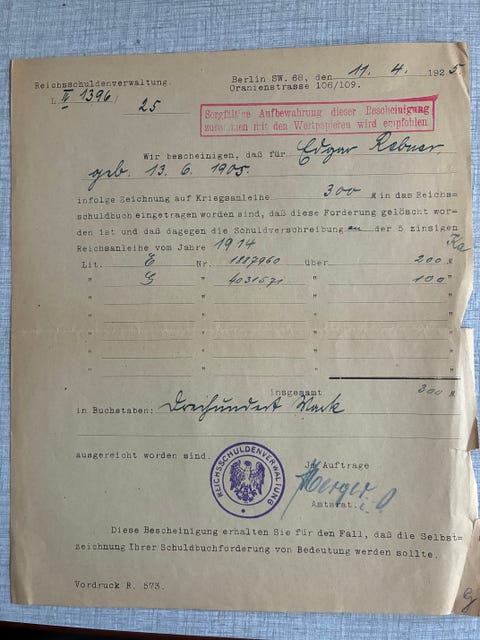 Reichsschuldenverwaltung.
Berlin SW. 68, den 11. 4. 1925.
Oranienstrasse 106/109.
L IV 1396/25
Sorgfältige Aufbewahrung dieser Bescheinigung
zusammen mit den Wertpapieren wird empfohlen
Wir bescheinigen, daß für Edgar Rebner,
geb. 13. 6. 1905.
infolge Zeichnung auf Kriegsanleihe 300 M in das Reichs=
schuldbuch eingetragen worden sind, daß diese Forderung gelöscht wor=
den ist und daß dagegen die Schuldverschreibung en der 5 zinsigen
Reichsanleihe vom Jahre 1914
Lit. E Nr. 1887960 über 200 M
" G " 4031571 " 100 "
" " " "
" " " "
" " " "
" " " "
insgesamt 300 M.
in Buchstaben: Dreihundert Mark
ausgereicht worden sind.
REICHSSCHULDENVERWALTUNG
Im Auftrage
Amtsrat.
Diese Bescheinigung erhalten Sie für den Fall, daß die Selbst=
zeichnung Ihrer Schuldbuchforderung von Bedeutung werden sollte.
Vordruck R. 573.